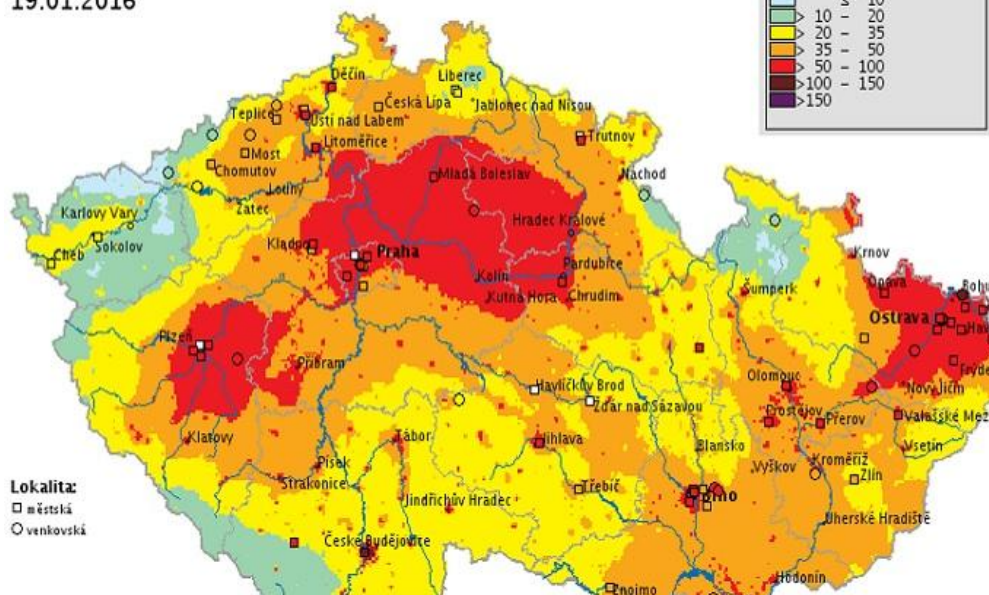 19.01.2016
≤ 10
> 10 - 20
> 20 - 35
> 35 - 50
> 50 - 100
>100 - 150
>150
Děčín
Liberec
Česká Lípa
Jablonec nad Nisou
Teplice
Ústí nad Labem
Trutnov
Litoměřice
Most
Chomutov
Mladá Boleslav
Náchod
Louny
Žatec
Karlovy Vary
Hradec Králové
Sokolov
Kladno
Praha
Cheb
Krnov
Pardubice
Kolín
Šumperk
Opava
Kutná Hora
Chrudim
Ostrava
Plzeň
Příbram
Olomouc
Nový Jičín
Havlíčkův Brod
Žďár nad Sázavou
Prostějov
Přerov
Valašské Mez
Klatovy
Tábor
Jihlava
Blansko
Vsetín
Písek
Vyškov
Kroměříž
Zlín
Strakonice
Třebíč
Lokalita:
městská
venkovská
Jindřichův Hradec
Uherské Hradiště
České Budějovice
Hodonín
Znojmo